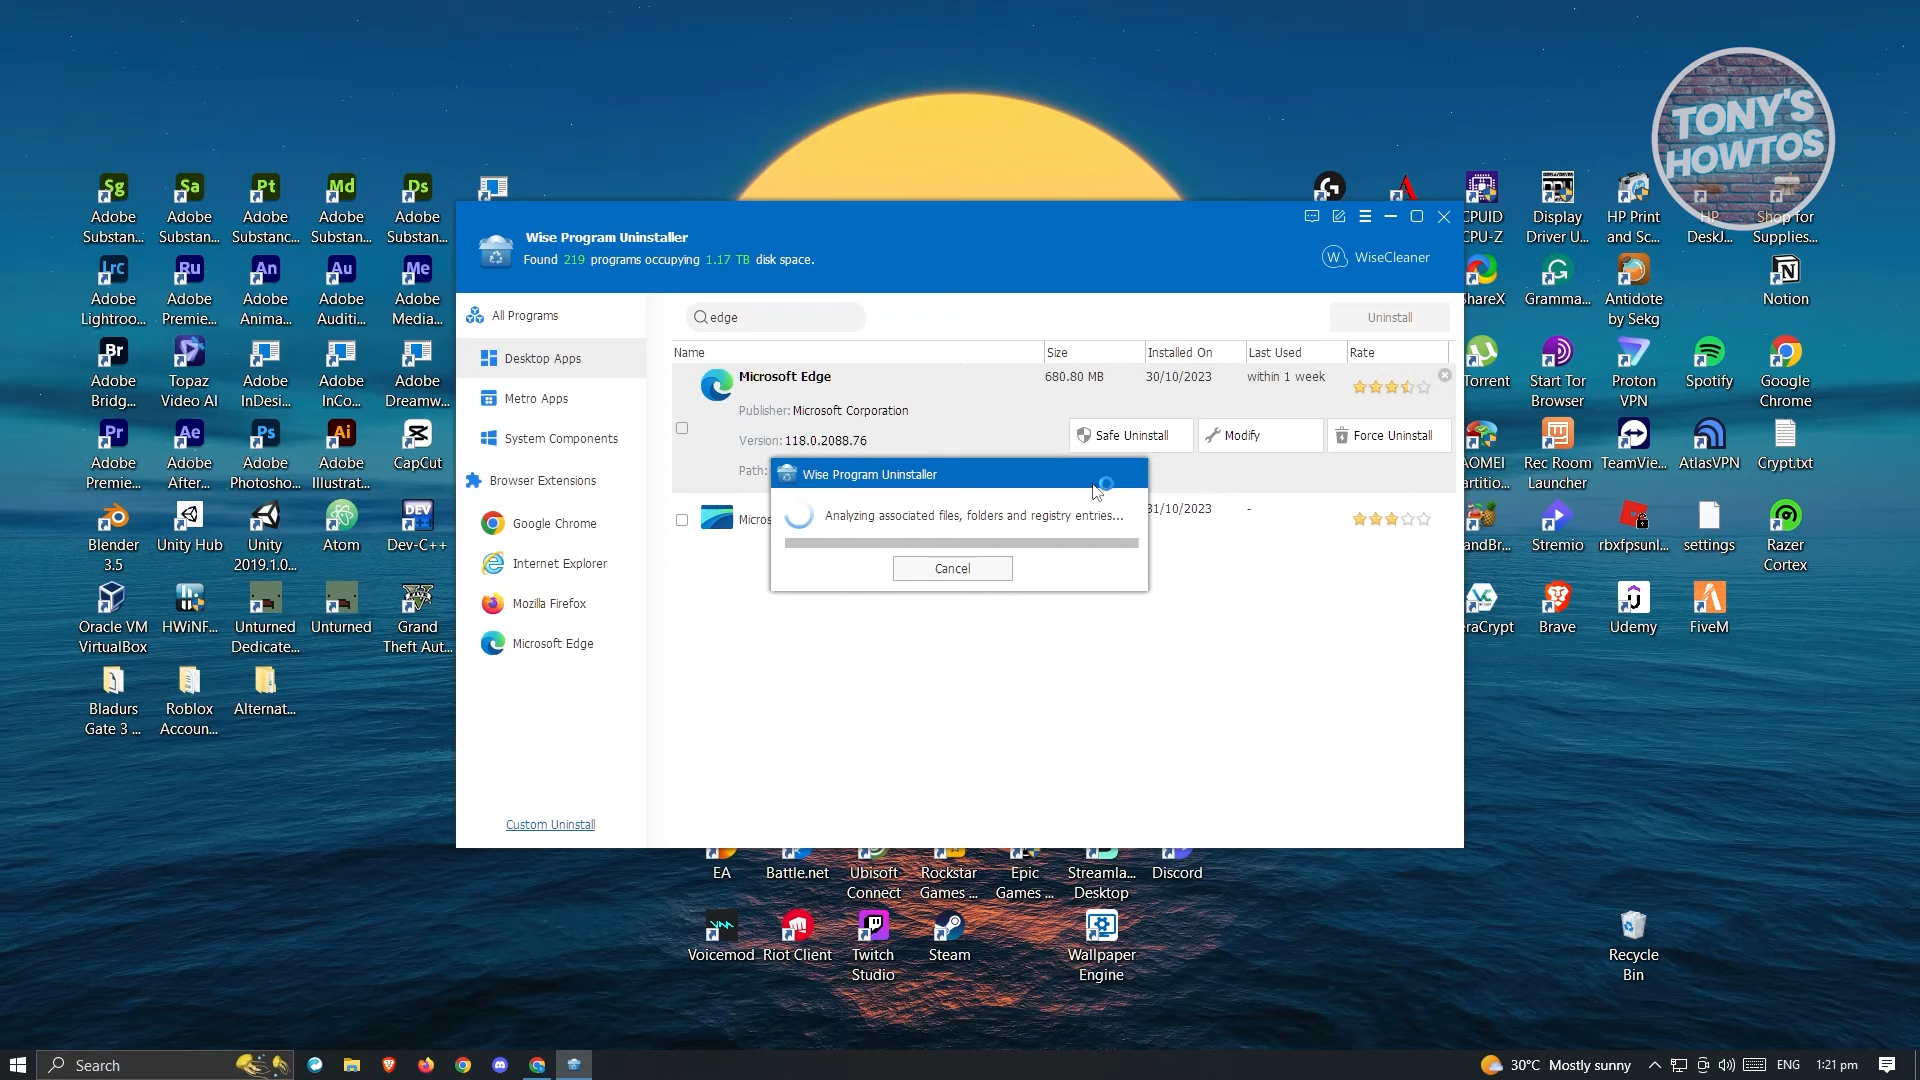 TONY'S
HOWTOS
Adobe
Substan...
Adobe
Substan...
Adobe
Substanc...
Adobe
Substan...
Adobe
Substan...
CPUID
CPU-Z
Display
Driver U...
HP Print
and Sc...
HP
DeskJ...
Shop for
Supplies...
Adobe
Lightroo...
Adobe
Premie...
Adobe
Anima...
Adobe
Auditi...
Adobe
Media...
ShareX
Gramma...
Antidote
by Sekg
Notion
Adobe
Bridg...
Topaz
Video AI
Adobe
InDesi...
Adobe
InCo...
Adobe
Dreamw...
Torrent
Start Tor
Browser
Proton
VPN
Spotify
Google
Chrome
Adobe
Premie...
Adobe
After...
Adobe
Photosho...
Adobe
Illustrat...
CapCut
AOMEI
artitio...
Rec Room
Launcher
TeamVie...
AtlasVPN
Crypt.txt
Blender
3.5
Unity Hub
Unity
2019.1.0...
Atom
Dev-C++
andBr...
Stremio
rbxfpsunl...
settings
Razer
Cortex
Oracle VM
VirtualBox
HWiNF...
Unturned
Dedicate...
Unturned
Grand
Theft Aut...
eraCrypt
Brave
Udemy
FiveM
Bladurs
Gate 3 ...
Roblox
Accoun...
Alternat...
Wise Program Uninstaller
Found 219 programs occupying 1.17 TB disk space.
W WiseCleaner
All Programs
Desktop Apps
Metro Apps
System Components
Browser Extensions
Google Chrome
Internet Explorer
Mozilla Firefox
Microsoft Edge
Custom Uninstall
edge
Uninstall
Name Size Installed On Last Used Rate
Microsoft Edge 680.80 MB 30/10/2023 within 1 week
Publisher: Microsoft Corporation
Version: 118.0.2088.76
Safe Uninstall Modify Force Uninstall
Path:
Micros 31/10/2023 -
Wise Program Uninstaller
Analyzing associated files, folders and registry entries...
Cancel
EA
Battle.net
Ubisoft
Connect
Rockstar
Games ...
Epic
Games ...
Streamla...
Desktop
Discord
Voicemod
Riot Client
Twitch
Studio
Steam
Wallpaper
Engine
Recycle
Bin
Search
30°C Mostly sunny
ENG
1:21 pm